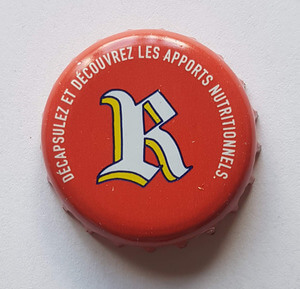 DÉCAPSULEZ ET DÉCOUVREZ LES APPORTS NUTRITIONNELS.
R